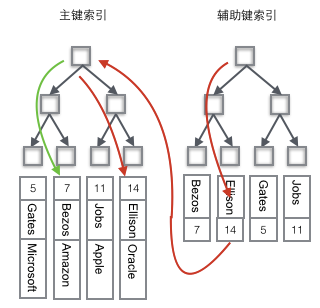 主键索引
辅助键索引
5
7
11
14
Gates
Bezos
Jobs
Ellison
Microsoft
Amazon
Apple
Oracle
Bezos
Ellison
Gates
Jobs
7
14
5
11